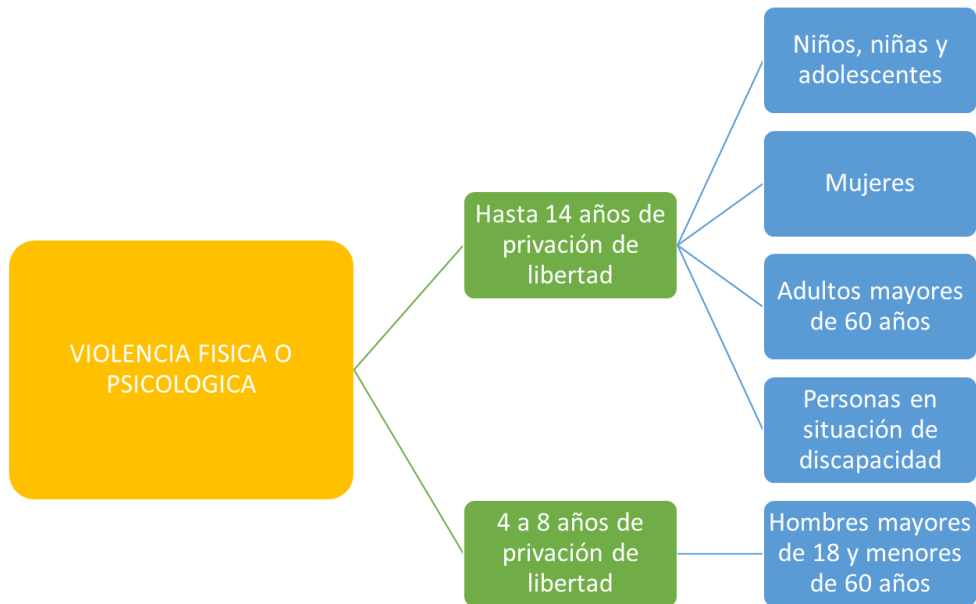 VIOLENCIA FISICA O
PSICOLOGICA
Hasta 14 años de
privación de
libertad
Niños, niñas y
adolescentes
Mujeres
Adultos mayores
de 60 años
Personas en
situación de
discapacidad
4 a 8 años de
privación de
libertad
Hombres mayores
de 18 y menores
de 60 años